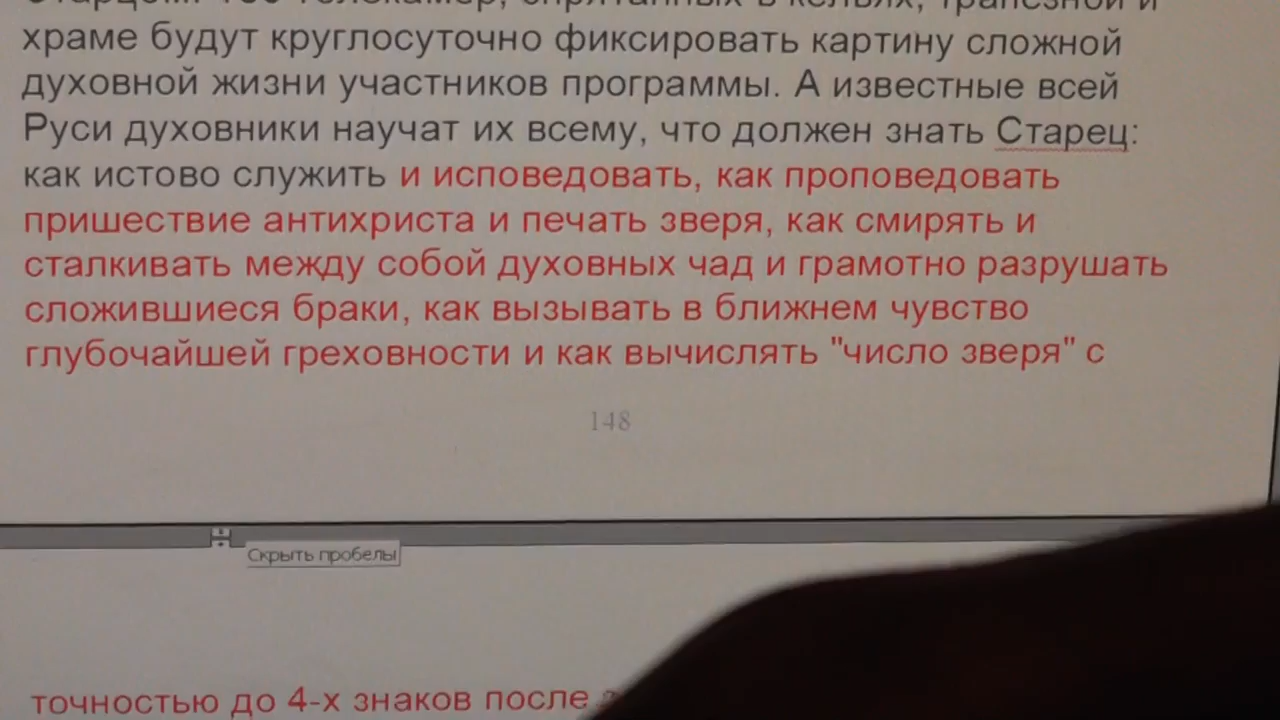 храме будут круглосуточно фиксировать картину сложной
духовной жизни участников программы. А известные всей
Руси духовники научат их всему, что должен знать Старец:
как истово служить и исповедовать, как проповедовать
пришествие антихриста и печать зверя, как смирять и
сталкивать между собой духовных чад и грамотно разрушать
сложившиеся браки, как вызывать в ближнем чувство
глубочайшей греховности и как вычислять "число зверя" с
148
Скрыть пробелы
точностью до 4-х знаков после